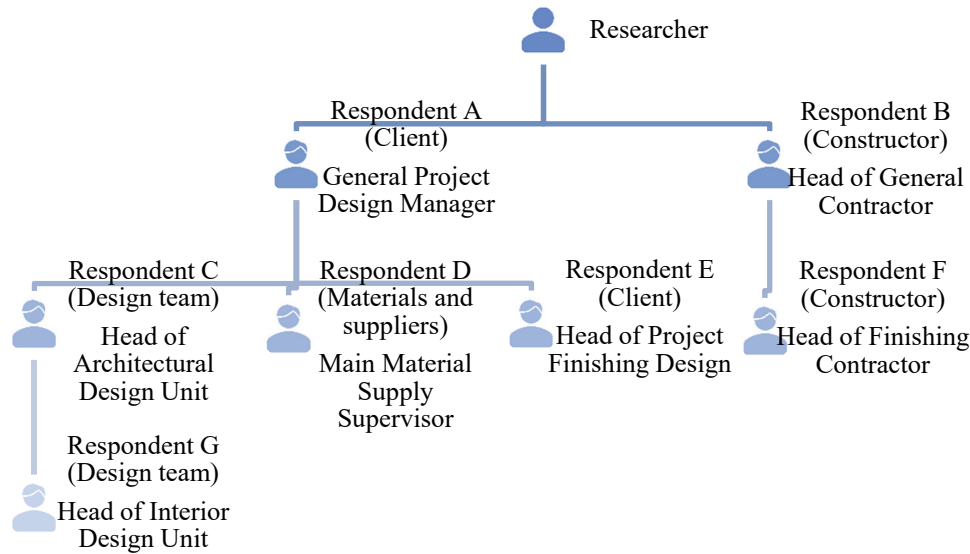 Researcher
Respondent A
(Client)
General Project
Design Manager
Respondent B
(Constructor)
Head of General
Contractor
Respondent C
(Design team)
Head of
Architectural
Design Unit
Respondent D
(Materials and
suppliers)
Main Material
Supply
Supervisor
Respondent E
(Client)
Head of Project
Finishing Design
Respondent F
(Constructor)
Head of Finishing
Contractor
Respondent G
(Design team)
Head of Interior
Design Unit